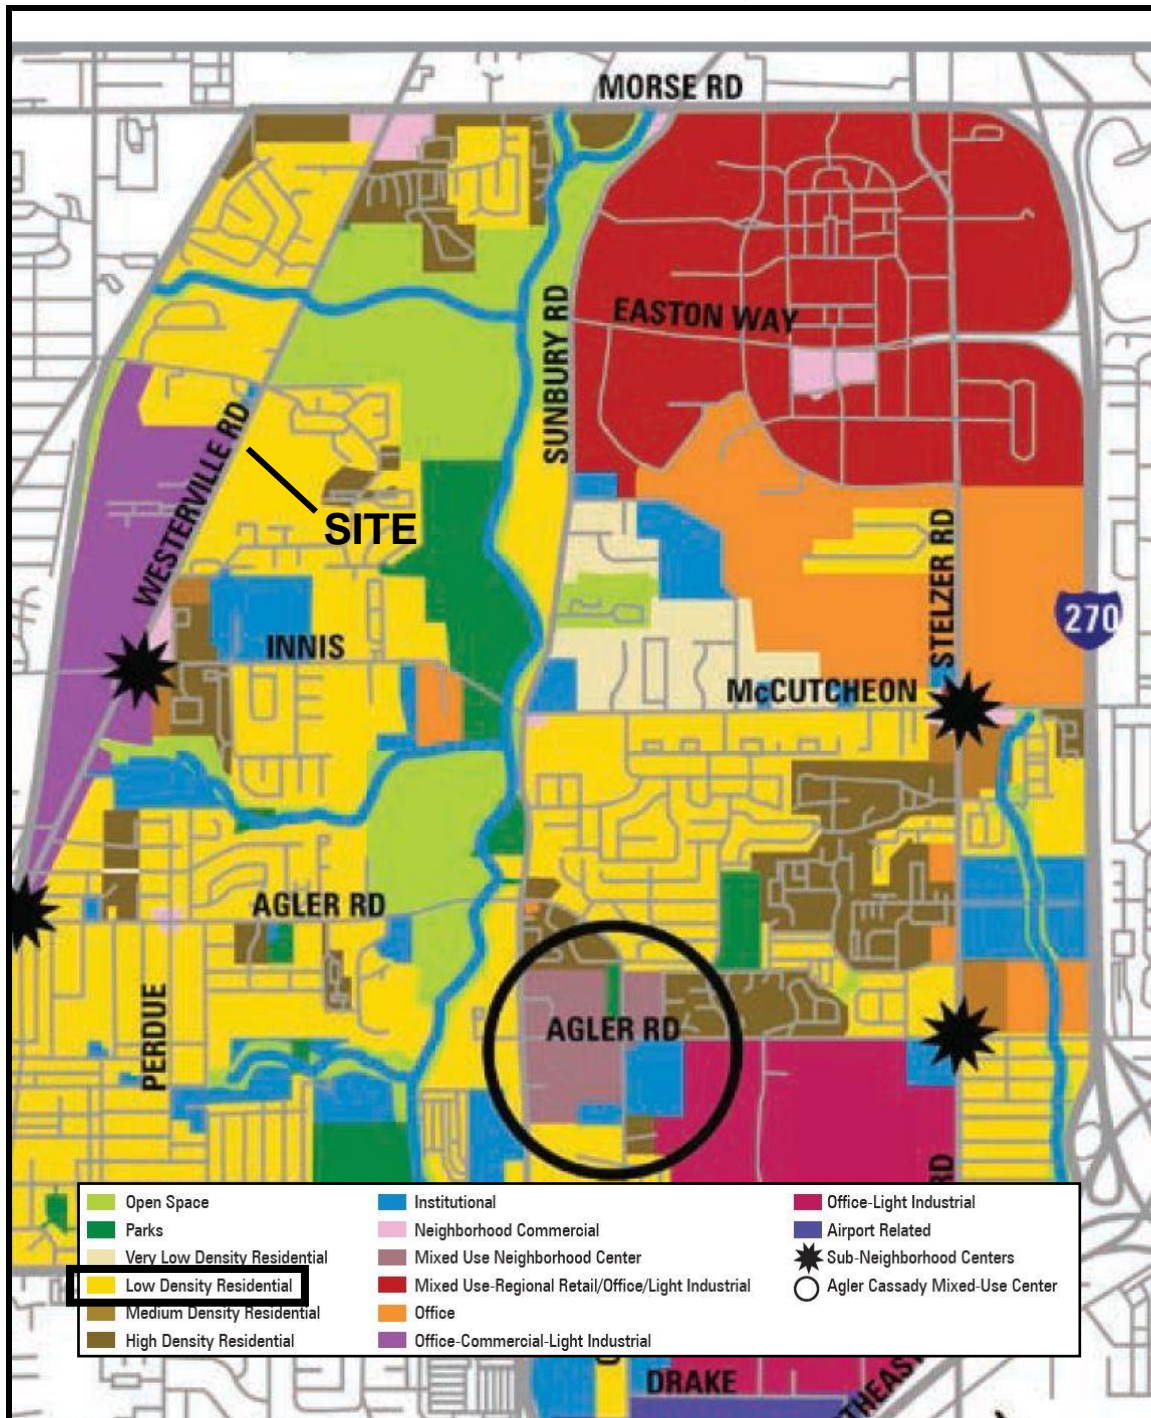 MORSE RD
EASTON WAY
SUNBURY RD
WESTERVILLE RD
SITE
STELZER RD
270
INNIS
McCUTCHEON
AGLER RD
AGLER RD
PERDUE
RD
Open Space
Parks
Very Low Density Residential
Low Density Residential
Medium Density Residential
High Density Residential
Institutional
Neighborhood Commercial
Mixed Use Neighborhood Center
Mixed Use-Regional Retail/Office/Light Industrial
Office
Office-Commercial-Light Industrial
Office-Light Industrial
Airport Related
Sub-Neighborhood Centers
Agler Cassady Mixed-Use Center
DRAKE